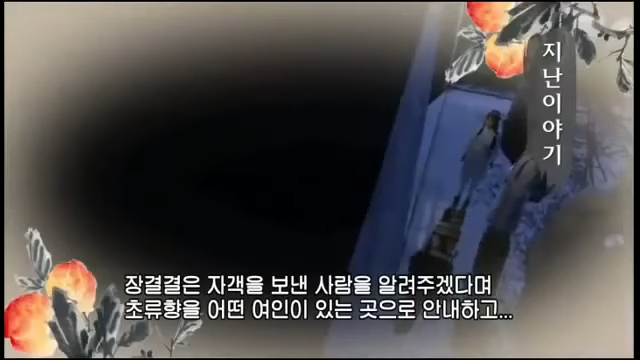 지난이야기
장결결은 자객을 보낸 사람을 알려주겠다며
초류향을 어떤 여인이 있는 곳으로 안내하고...